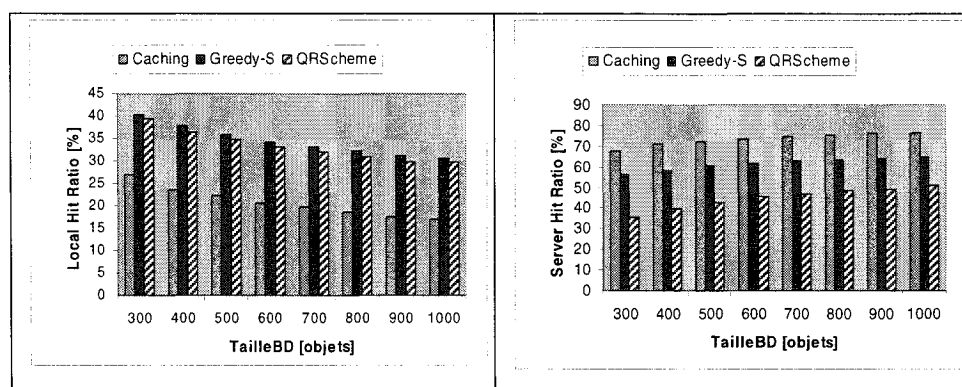 Caching Greedy-S QRScheme
Local Hit Ratio [%]
45
40
35
30
25
20
15
10
5
0
300 400 500 600 700 800 900 1000
TailleBD [objets]
Caching Greedy-S QRScheme
Server Hit Ratio [%]
90
80
70
60
50
40
30
20
10
0
300 400 500 600 700 800 900 1000
TailleBD [objets]